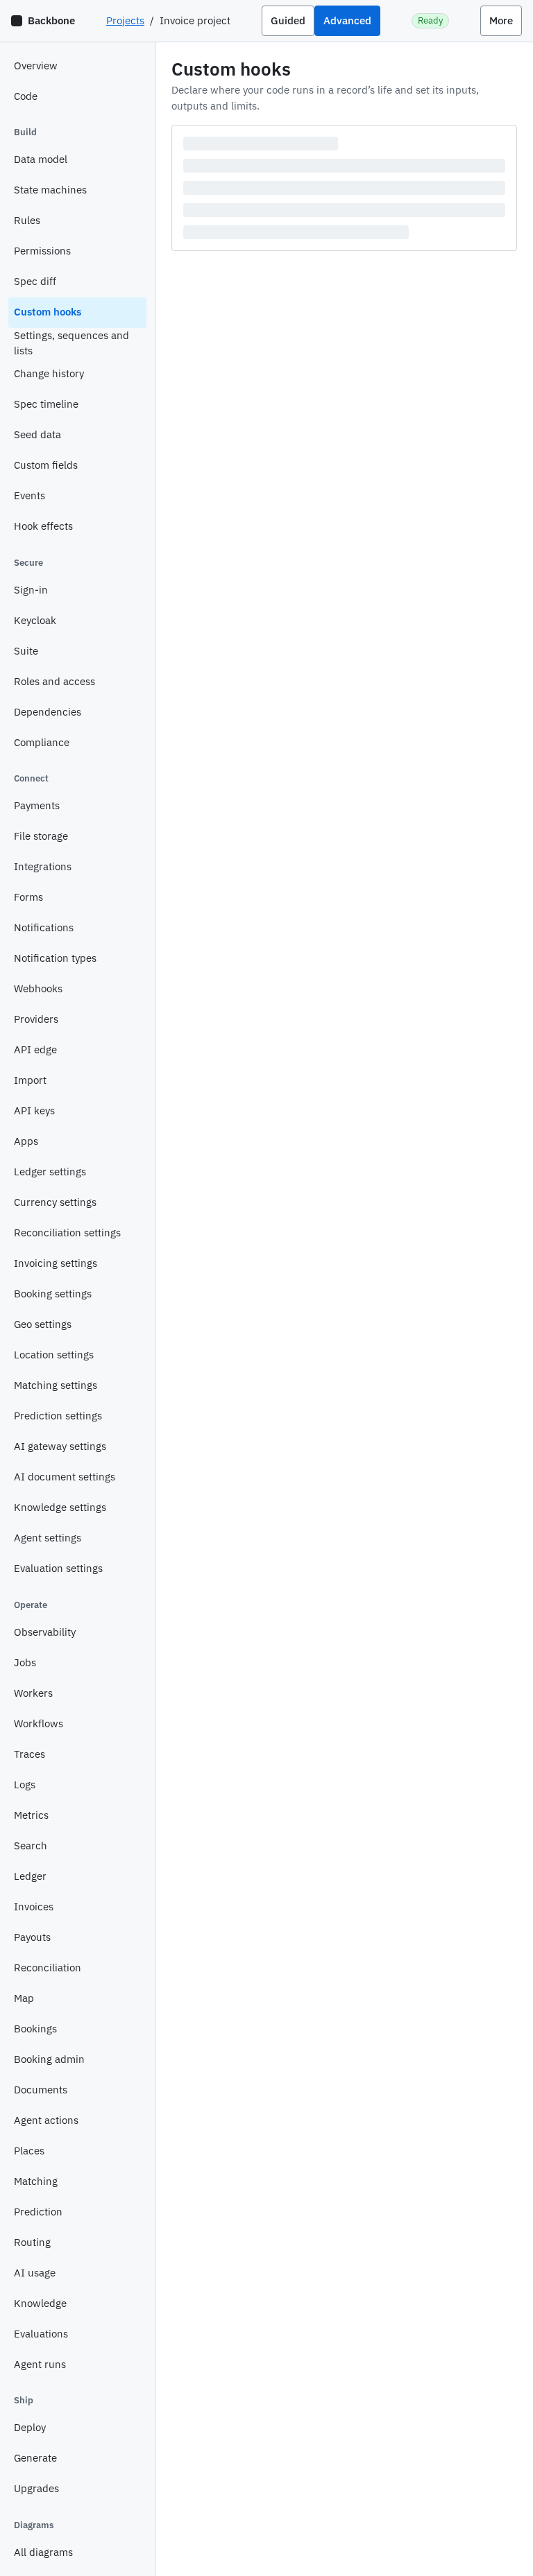 Backbone
Projects / Invoice project
Guided
Advanced
Ready
More
Overview
Code
Build
Data model
State machines
Rules
Permissions
Spec diff
Custom hooks
Settings, sequences and
lists
Change history
Spec timeline
Seed data
Custom fields
Events
Hook effects
Secure
Sign-in
Keycloak
Suite
Roles and access
Dependencies
Compliance
Connect
Payments
File storage
Integrations
Forms
Notifications
Notification types
Webhooks
Providers
API edge
Import
API keys
Apps
Ledger settings
Currency settings
Reconciliation settings
Invoicing settings
Booking settings
Geo settings
Location settings
Matching settings
Prediction settings
AI gateway settings
AI document settings
Knowledge settings
Agent settings
Evaluation settings
Operate
Observability
Jobs
Workers
Workflows
Traces
Logs
Metrics
Search
Ledger
Invoices
Payouts
Reconciliation
Map
Bookings
Booking admin
Documents
Agent actions
Places
Matching
Prediction
Routing
AI usage
Knowledge
Evaluations
Agent runs
Ship
Deploy
Generate
Upgrades
Diagrams
All diagrams
Custom hooks
Declare where your code runs in a record’s life and set its inputs,
outputs and limits.